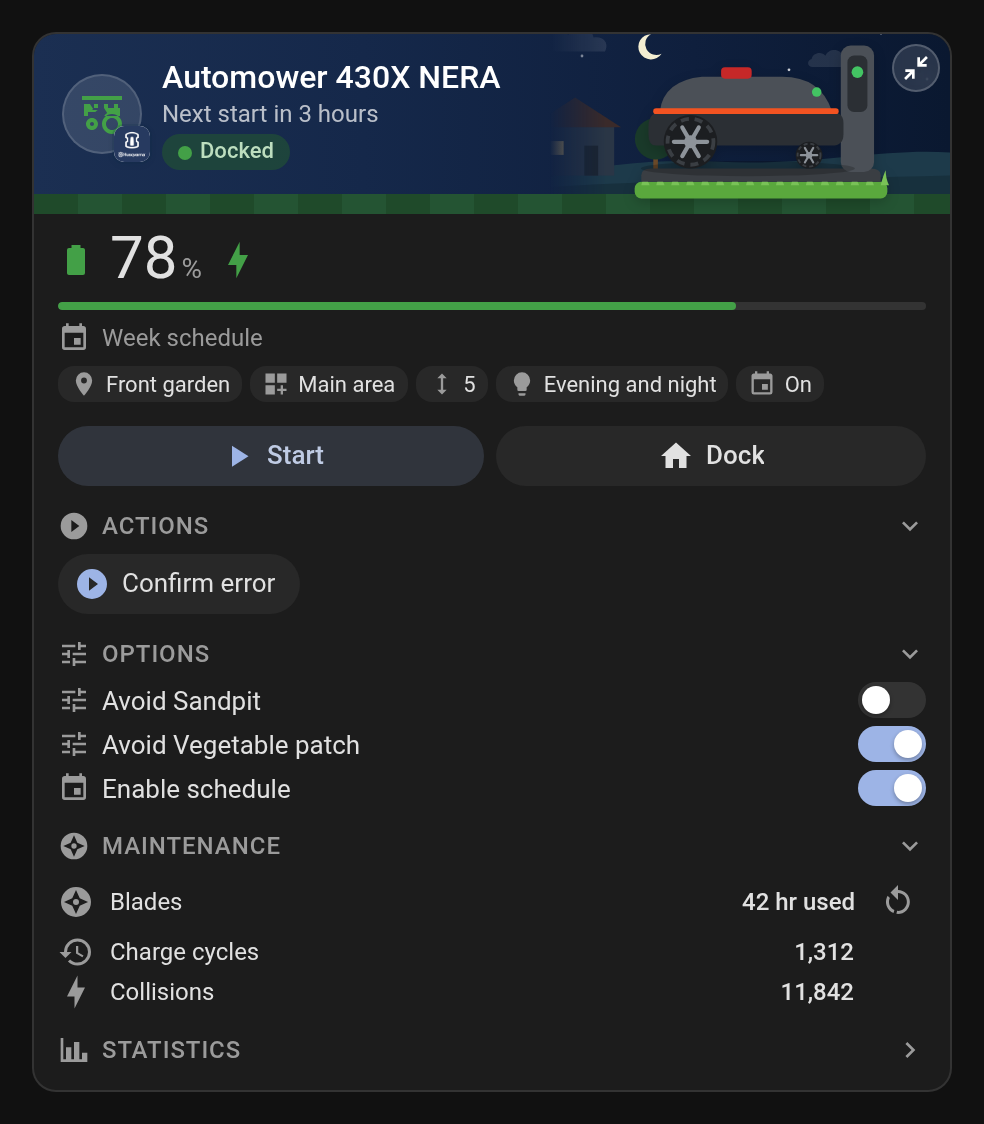 Automower 430X NERA
Next start in 3 hours
Docked
78 %
Week schedule
Front garden
Main area
5
Evening and night
On
Start
Dock
ACTIONS
Confirm error
OPTIONS
Avoid Sandpit
Avoid Vegetable patch
Enable schedule
MAINTENANCE
Blades 42 hr used
Charge cycles 1,312
Collisions 11,842
STATISTICS